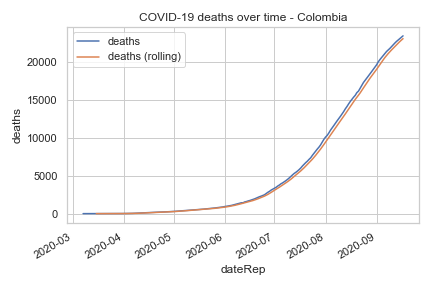 COVID-19 deaths over time - Colombia
deaths
deaths (rolling)
deaths
20000
15000
10000
5000
0
2020-03
2020-04
2020-05
2020-06
2020-07
2020-08
2020-09
dateRep